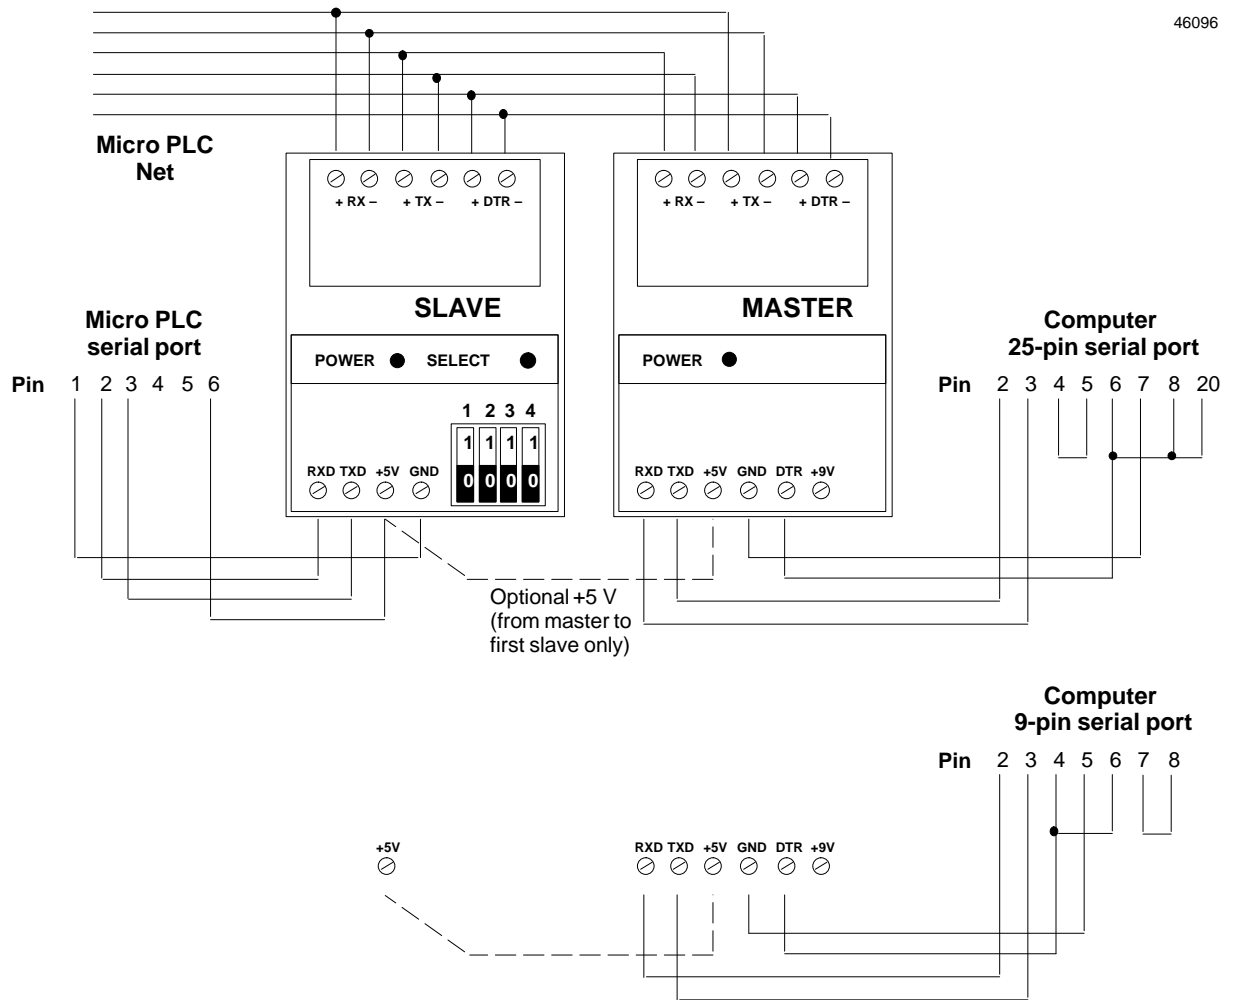 46096
Micro PLC
Net
+ RX – + TX – + DTR –
+ RX – + TX – + DTR –
SLAVE
MASTER
Micro PLC
serial port
Computer
25-pin serial port
POWER SELECT
POWER
Pin 1 2 3 4 5 6
Pin 2 3 4 5 6 7 8 20
1 2 3 4
1 1 1 1
0 0 0 0
RXD TXD +5V GND
RXD TXD +5V GND DTR +9V
Optional +5 V
(from master to
first slave only)
Computer
9-pin serial port
Pin 2 3 4 5 6 7 8
+5V
RXD TXD +5V GND DTR +9V